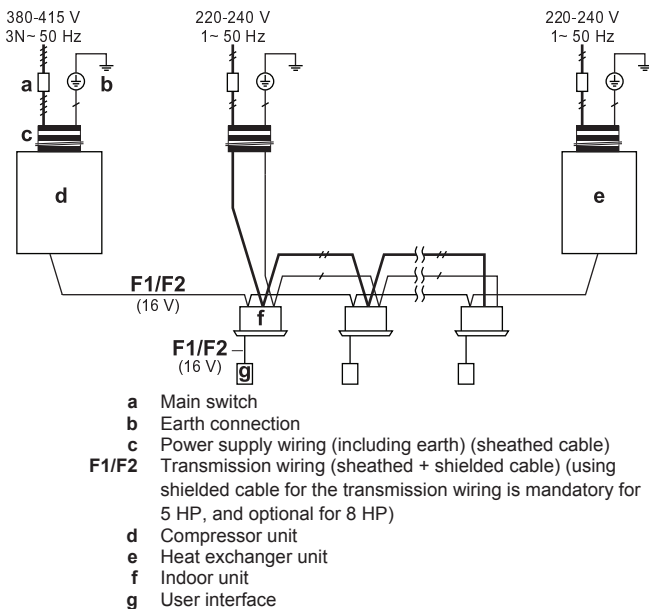 380-415 V 220-240 V 220-240 V
3N~ 50 Hz 1~ 50 Hz 1~ 50 Hz
a b
c
d e
F1/F2
(16 V)
f
F1/F2
(16 V)
g
a Main switch
b Earth connection
c Power supply wiring (including earth) (sheathed cable)
F1/F2 Transmission wiring (sheathed + shielded cable) (using
shielded cable for the transmission wiring is mandatory for
5 HP, and optional for 8 HP)
d Compressor unit
e Heat exchanger unit
f Indoor unit
g User interface